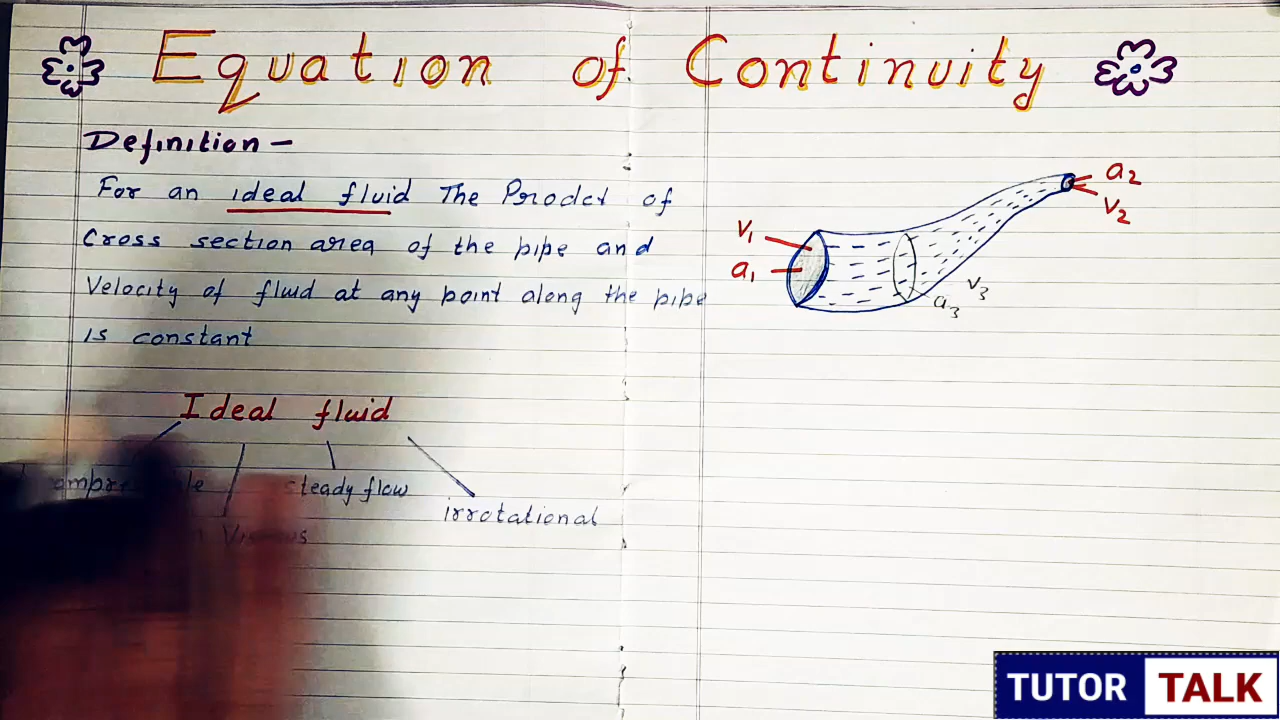 Equation of Continuity
Definition –
For an ideal fluid The Prodct of
Cross section area of the pipe and
Velocity of fluid at any point along the pipe
is constant
a2
V2
V1
a1
V3
a3
Ideal fluid
steady flow
irrotational
TUTOR TALK